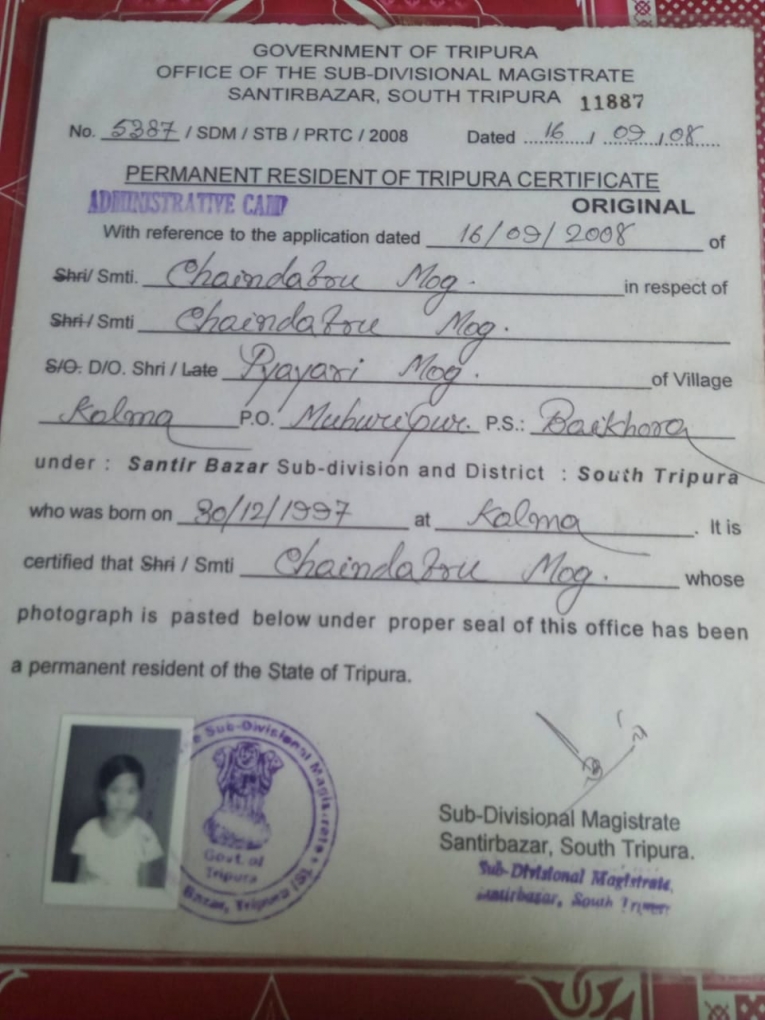 GOVERNMENT OF TRIPURA
OFFICE OF THE SUB-DIVISIONAL MAGISTRATE
SANTIRBAZAR, SOUTH TRIPURA 11887
No. 5387 / SDM / STB / PRTC / 2008 Dated 16 / 09 / 08
PERMANENT RESIDENT OF TRIPURA CERTIFICATE
ADMINISTRATIVE CAMP ORIGINAL
With reference to the application dated 16/09/2008 of
Shri/ Smti. Chaindafru Mog. in respect of
Shri / Smti Chaindafru Mog.
S/O. D/O. Shri / Late Pyayari Mog. of Village
Kalma P.O. Muhuripur. P.S.: Baikhora
under : Santir Bazar Sub-division and District : South Tripura
who was born on 30/12/1997 at Kalma. It is
certified that Shri / Smti Chaindafru Mog. whose
photograph is pasted below under proper seal of this office has been
a permanent resident of the State of Tripura.
Sub-Divisional Magistrate
Govt. of
Tripura
Bazar, Tripura (S)
Sub-Divisional Magistrate
Santirbazar, South Tripura.
Sub-Divisional Magistrate,
Santirbazar, South Tripura